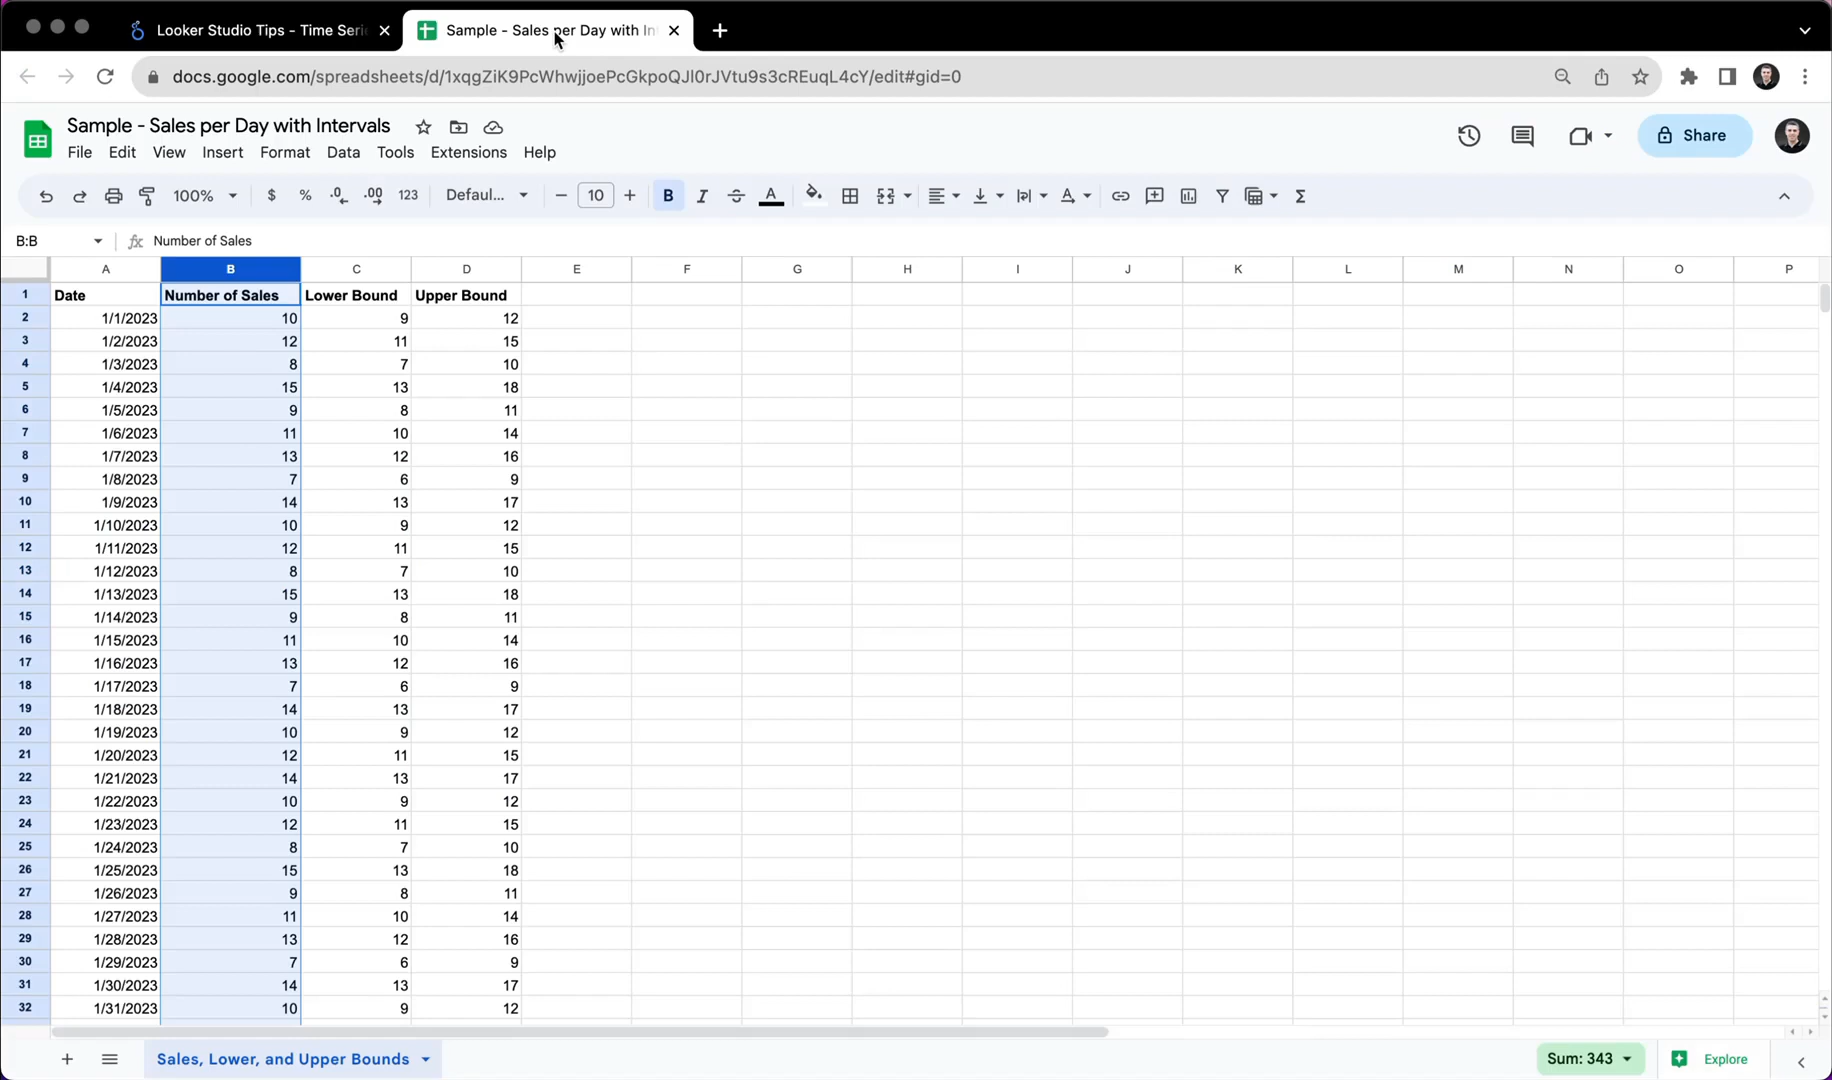 Looker Studio Tips - Time Seri
Sample - Sales per Day with In
docs.google.com/spreadsheets/d/1xqgZiK9PcWhwjjoePcGkpoQJl0rJVtu9s3cREuqL4cY/edit#gid=0
Sample - Sales per Day with Intervals
File Edit View Insert Format Data Tools Extensions Help
Share
100% $ % .0 .00 123 Defaul... 10 B I A
B:B fx Number of Sales
A B C D E F G H I J K L M N O P
1 Date Number of Sales Lower Bound Upper Bound
2 1/1/2023 10 9 12
3 1/2/2023 12 11 15
4 1/3/2023 8 7 10
5 1/4/2023 15 13 18
6 1/5/2023 9 8 11
7 1/6/2023 11 10 14
8 1/7/2023 13 12 16
9 1/8/2023 7 6 9
10 1/9/2023 14 13 17
11 1/10/2023 10 9 12
12 1/11/2023 12 11 15
13 1/12/2023 8 7 10
14 1/13/2023 15 13 18
15 1/14/2023 9 8 11
16 1/15/2023 11 10 14
17 1/16/2023 13 12 16
18 1/17/2023 7 6 9
19 1/18/2023 14 13 17
20 1/19/2023 10 9 12
21 1/20/2023 12 11 15
22 1/21/2023 14 13 17
23 1/22/2023 10 9 12
24 1/23/2023 12 11 15
25 1/24/2023 8 7 10
26 1/25/2023 15 13 18
27 1/26/2023 9 8 11
28 1/27/2023 11 10 14
29 1/28/2023 13 12 16
30 1/29/2023 7 6 9
31 1/30/2023 14 13 17
32 1/31/2023 10 9 12
Sales, Lower, and Upper Bounds
Sum: 343
Explore